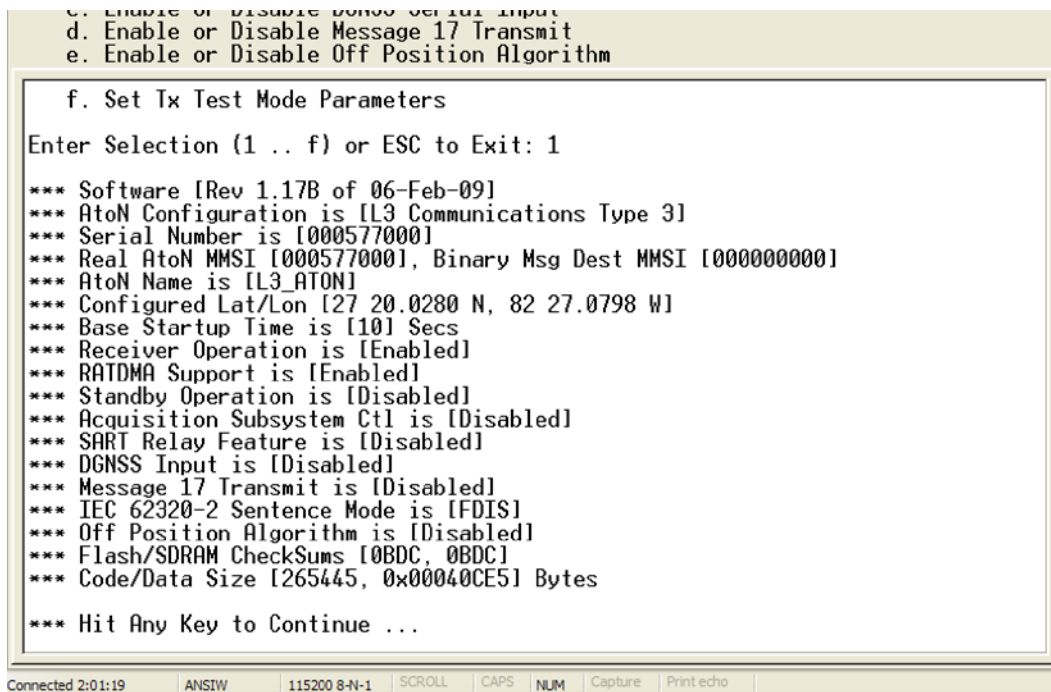 c. Enable or Disable DGNSS Serial Input
d. Enable or Disable Message 17 Transmit
e. Enable or Disable Off Position Algorithm
f. Set Tx Test Mode Parameters
Enter Selection (1 .. f) or ESC to Exit: 1
*** Software [Rev 1.17B of 06-Feb-09]
*** AtoN Configuration is [L3 Communications Type 3]
*** Serial Number is [000577000]
*** Real AtoN MMSI [000577000], Binary Msg Dest MMSI [000000000]
*** AtoN Name is [L3_ATON]
*** Configured Lat/Lon [27 20.0280 N, 82 27.0798 W]
*** Base Startup Time is [10] Secs
*** Receiver Operation is [Enabled]
*** RATDMA Support is [Enabled]
*** Standby Operation is [Disabled]
*** Acquisition Subsystem Ctl is [Disabled]
*** SART Relay Feature is [Disabled]
*** DGNSS Input is [Disabled]
*** Message 17 Transmit is [Disabled]
*** IEC 62320-2 Sentence Mode is [FDIS]
*** Off Position Algorithm is [Disabled]
*** Flash/SDRAM CheckSums [0BDC, 0BDC]
*** Code/Data Size [265445, 0x00040CE5] Bytes
*** Hit Any Key to Continue ...
Connected 2:01:19 ANSIW 115200 8-N-1 SCROLL CAPS NUM Capture Print echo